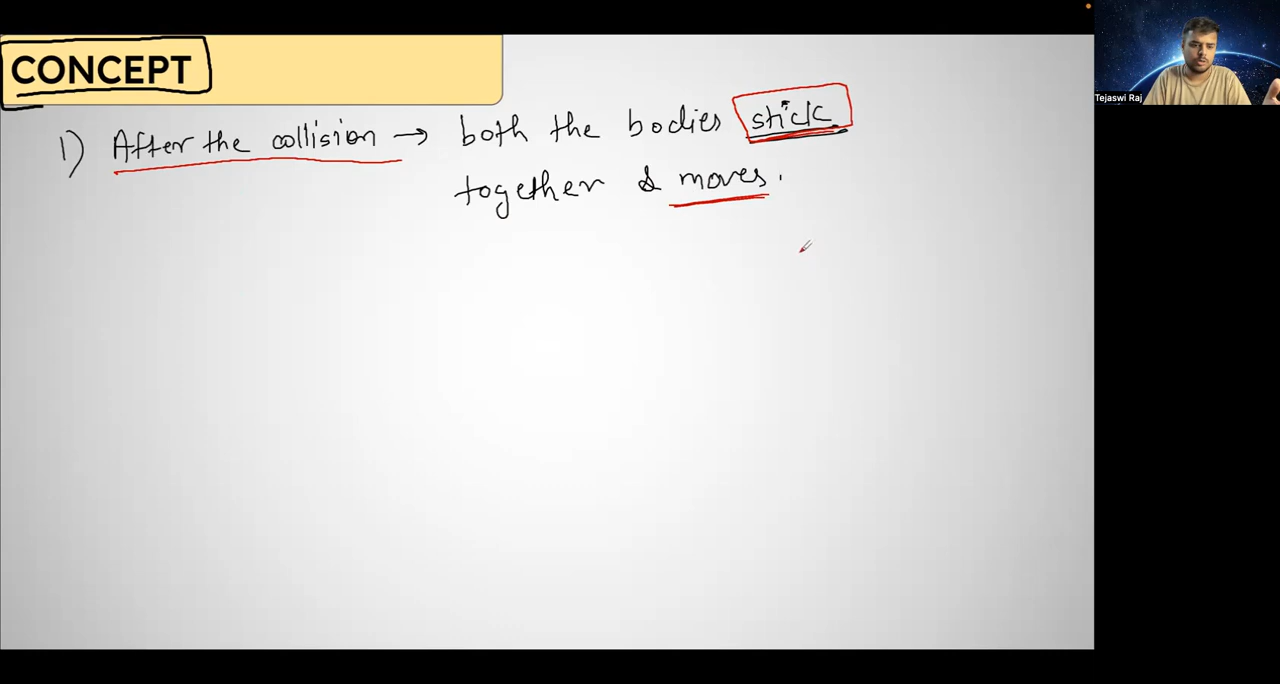 CONCEPT
1) After the collision → both the bodies stick
together & moves.
Tejaswi Raj